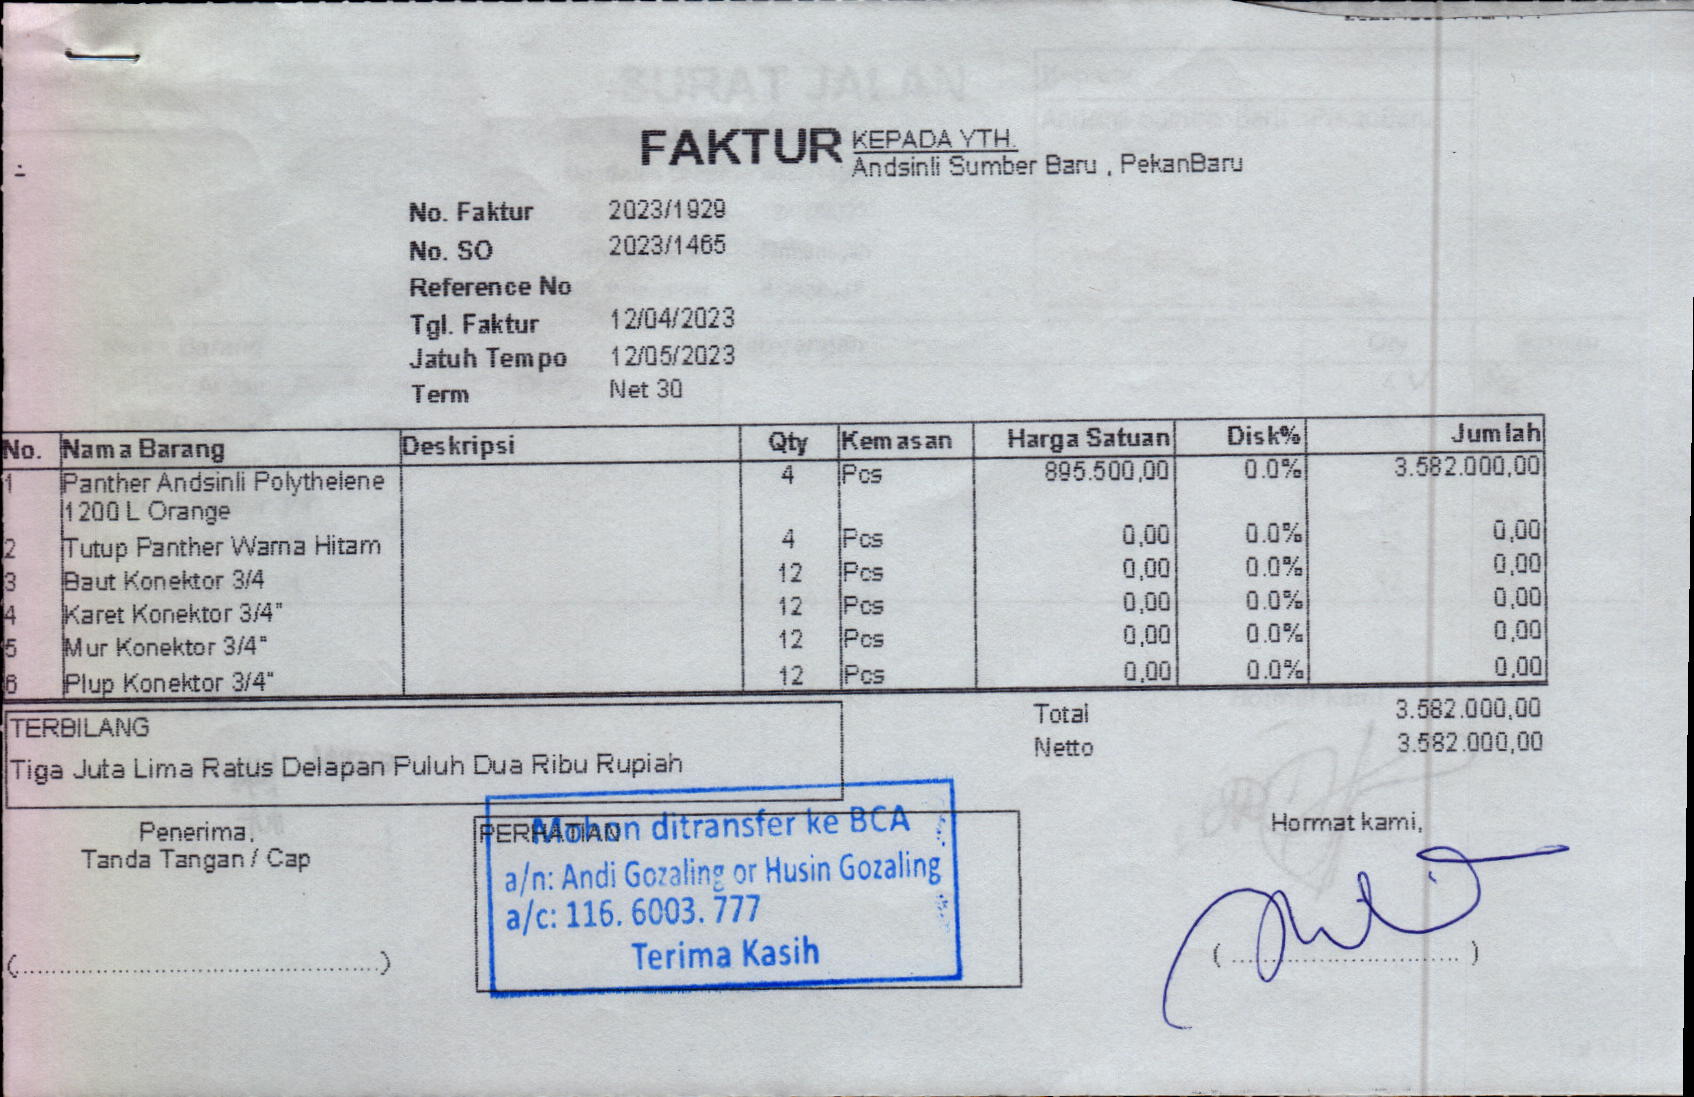 FAKTUR
KEPADA YTH.
Andsinli Sumber Baru , PekanBaru
No. Faktur 2023/1929
No. SO 2023/1465
Reference No
Tgl. Faktur 12/04/2023
Jatuh Tempo 12/05/2023
Term Net 30
No. Nama Barang Deskripsi Qty Kemasan Harga Satuan Disk% Jumlah
1 Panther Andsinli Polythelene 4 Pcs 895.500,00 0.0% 3.582.000,00
1200 L Orange
2 Tutup Panther Warna Hitam 4 Pcs 0,00 0.0% 0,00
3 Baut Konektor 3/4 12 Pcs 0,00 0.0% 0,00
4 Karet Konektor 3/4" 12 Pcs 0,00 0.0% 0,00
5 Mur Konektor 3/4" 12 Pcs 0,00 0.0% 0,00
6 Plup Konektor 3/4" 12 Pcs 0,00 0.0% 0,00
TERBILANG
Tiga Juta Lima Ratus Delapan Puluh Dua Ribu Rupiah
Total 3.582.000,00
Netto 3.582.000,00
Penerima,
Tanda Tangan / Cap
(........................................)
PERHATIAN
Mohon ditransfer ke BCA
a/n: Andi Gozaling or Husin Gozaling
a/c: 116. 6003. 777
Terima Kasih
Hormat kami,
( ............................ )